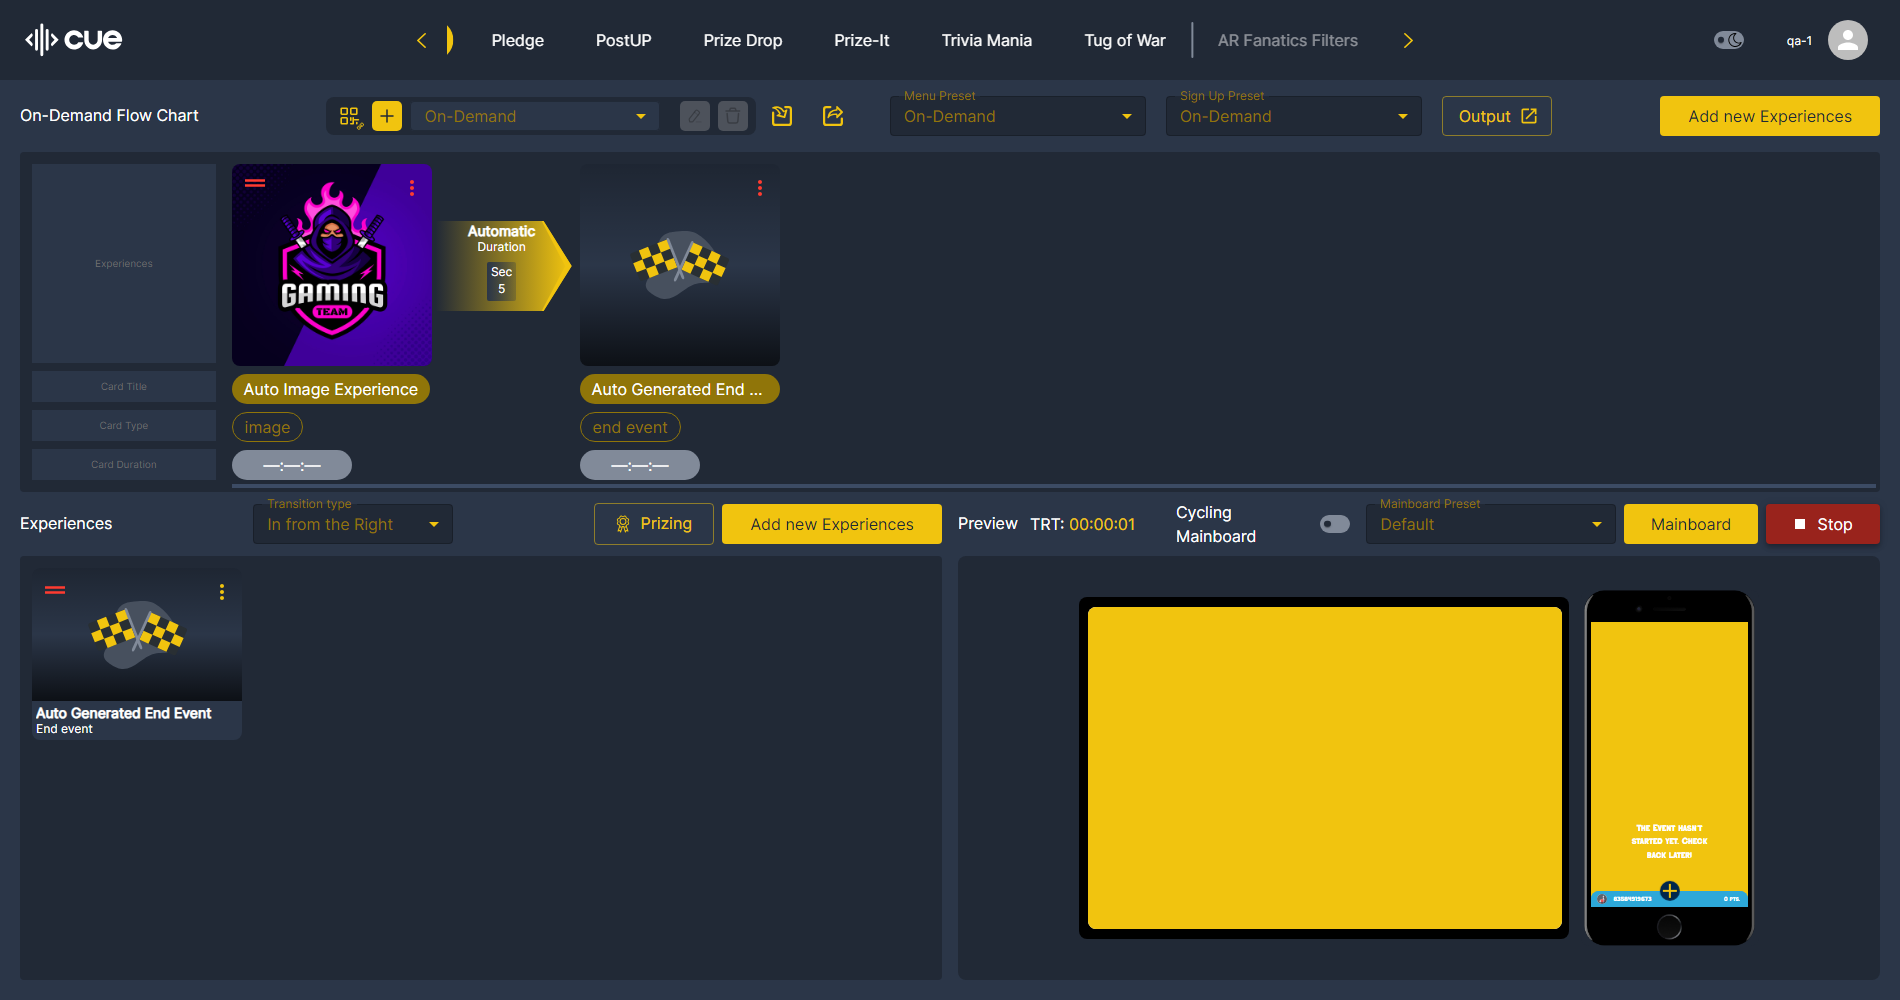 cue
Pledge
PostUP
Prize Drop
Prize-It
Trivia Mania
Tug of War
AR Fanatics Filters
qa-1
On-Demand Flow Chart
On-Demand
Menu Preset
On-Demand
Sign Up Preset
On-Demand
Output
Add new Experiences
Experiences
GAMING
TEAM
Automatic
Duration
Sec
5
Card Title
Auto Image Experience
Auto Generated End ...
Card Type
image
end event
Card Duration
—:—:—
—:—:—
Experiences
Transition type
In from the Right
Prizing
Add new Experiences
Preview
TRT: 00:00:01
Cycling
Mainboard
Mainboard Preset
Default
Mainboard
Stop
Auto Generated End Event
End event
The Event hasn't
started yet. Check
back later!
0 pts.